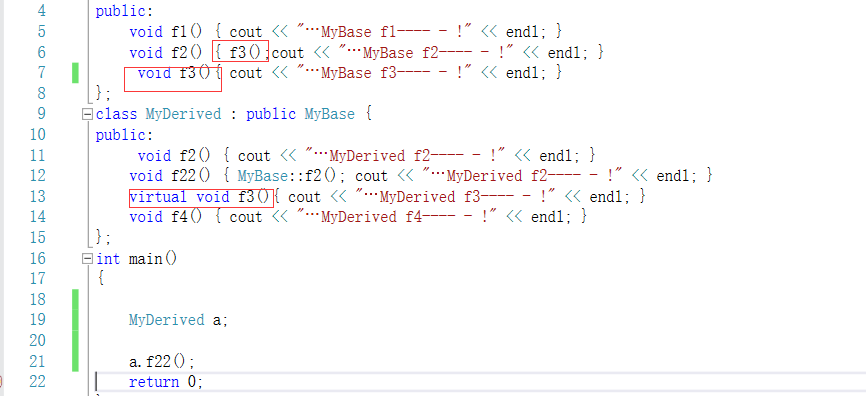 4 public:
5 void f1() { cout << "…MyBase f1---- - !" << endl; }
6 void f2() { f3();cout << "…MyBase f2---- - !" << endl; }
7 void f3(){ cout << "…MyBase f3---- - !" << endl; }
8 };
9 class MyDerived : public MyBase {
10 public:
11 void f2() { cout << "…MyDerived f2---- - !" << endl; }
12 void f22() { MyBase::f2(); cout << "…MyDerived f2---- - !" << endl; }
13 virtual void f3(){ cout << "…MyDerived f3---- - !" << endl; }
14 void f4() { cout << "…MyDerived f4---- - !" << endl; }
15 };
16 int main()
17 {
18
19 MyDerived a;
20
21 a.f22();
22 return 0;